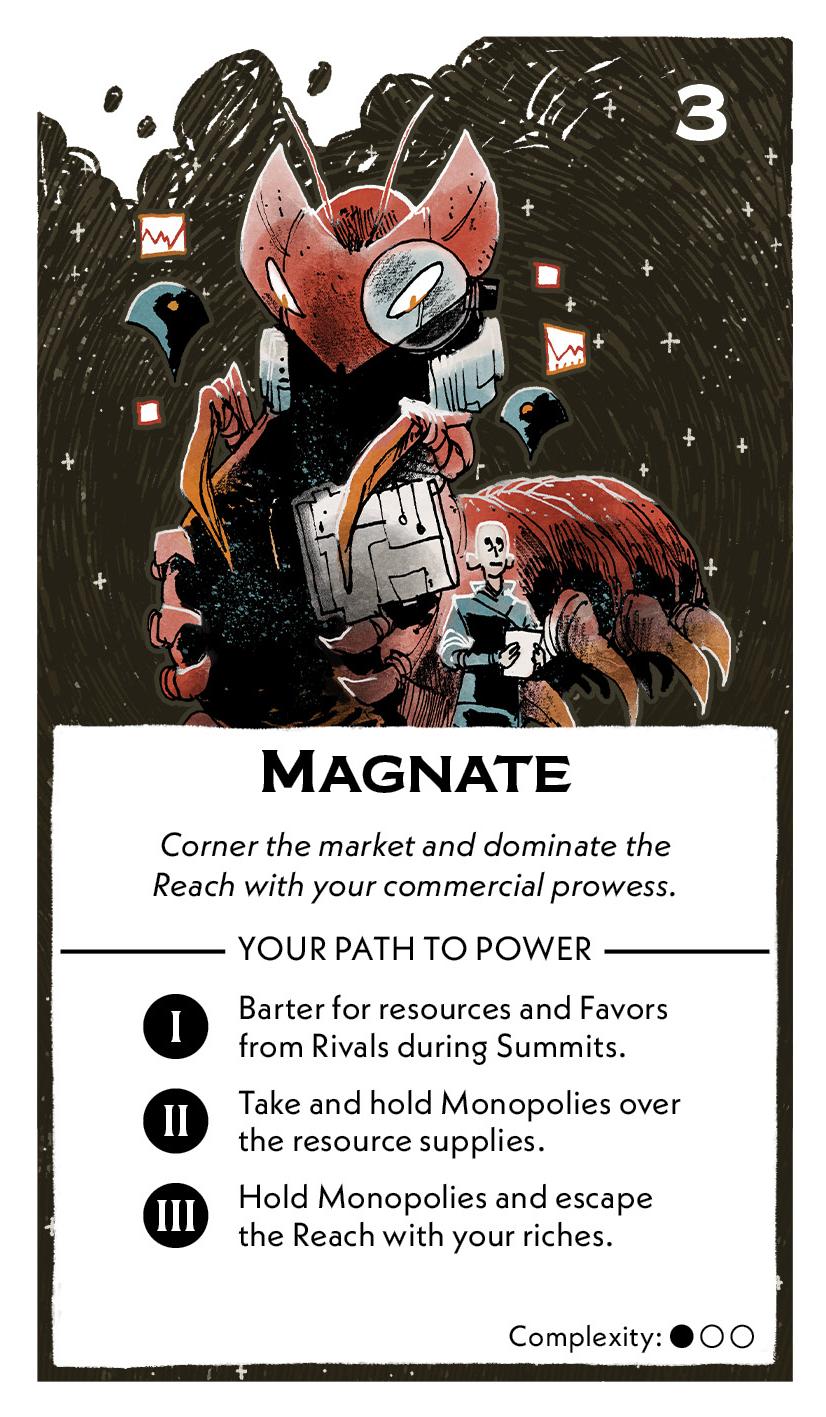 3
MAGNATE
Corner the market and dominate the
Reach with your commercial prowess.
YOUR PATH TO POWER
I
Barter for resources and Favors
from Rivals during Summits.
II
Take and hold Monopolies over
the resource supplies.
III
Hold Monopolies and escape
the Reach with your riches.
Complexity: